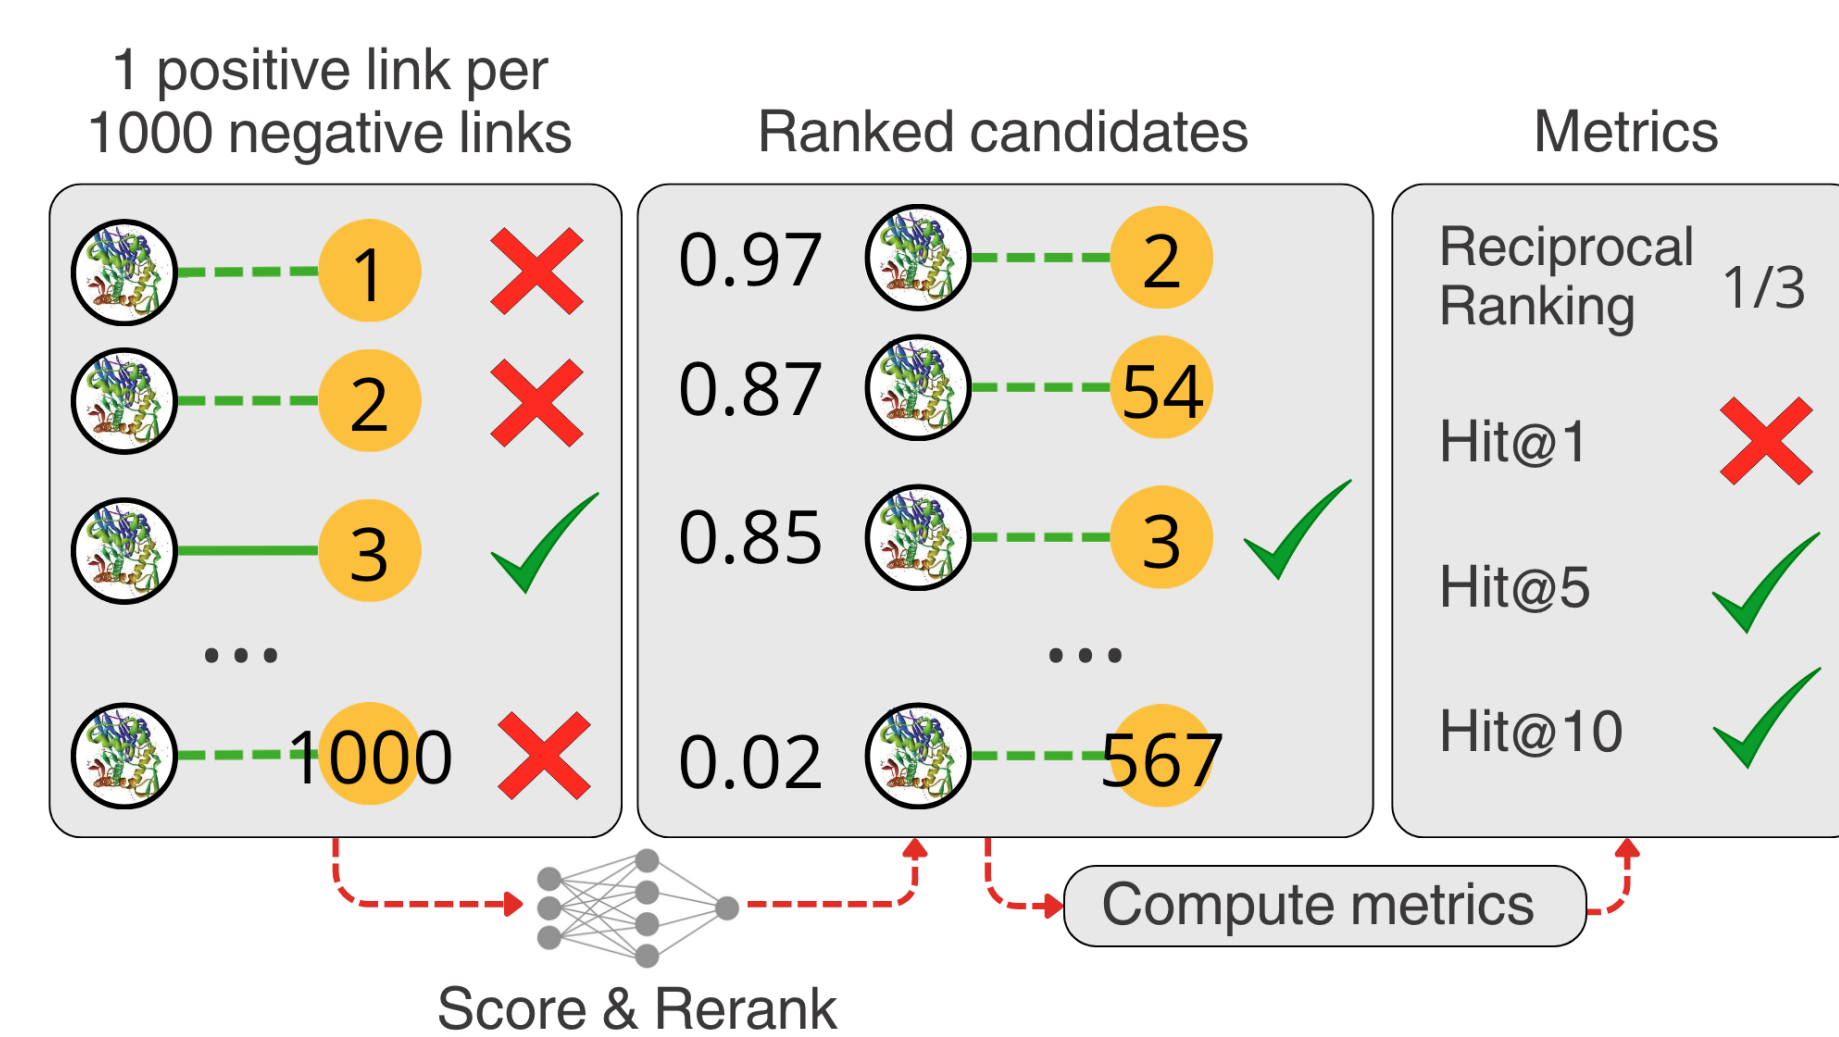 1 positive link per
1000 negative links
1
2
3
...
1000
Ranked candidates
0.97 2
0.87 54
0.85 3
...
0.02 567
Metrics
Reciprocal
Ranking 1/3
Hit@1
Hit@5
Hit@10
Score & Rerank
Compute metrics